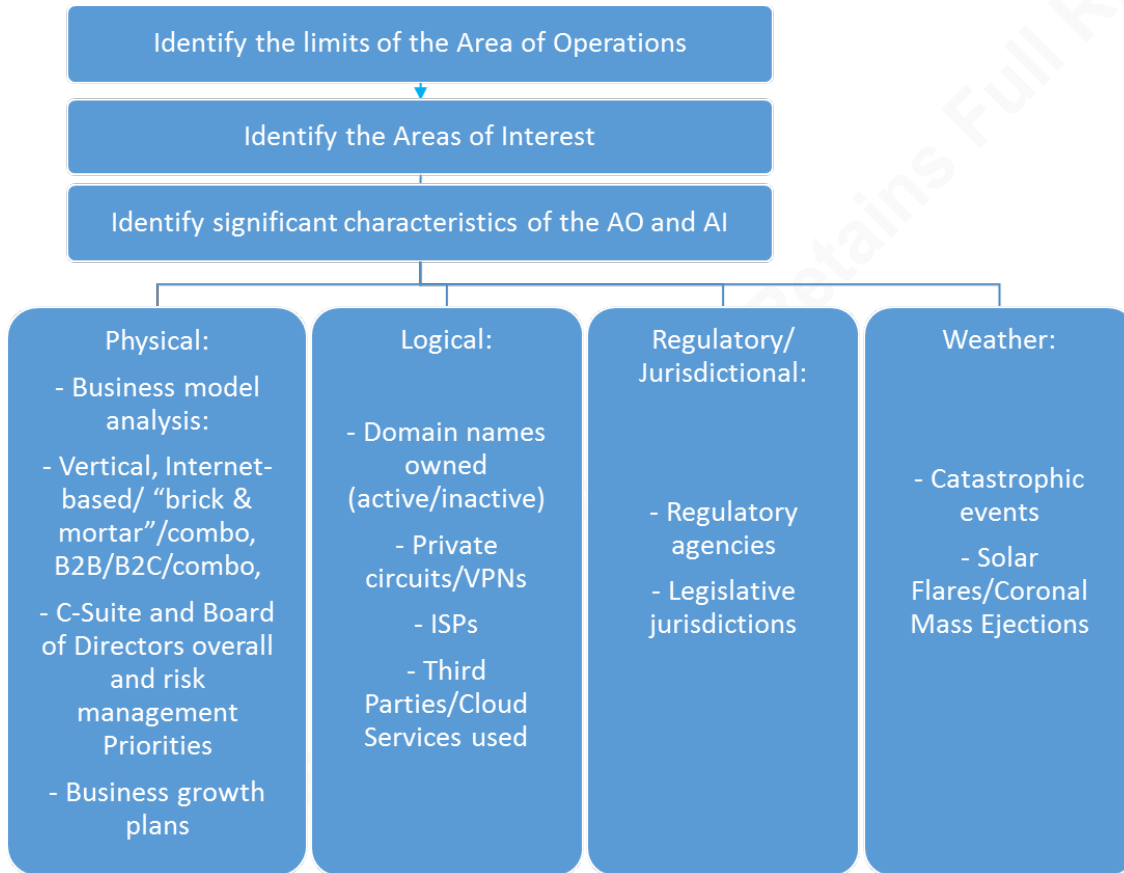 Identify the limits of the Area of Operations
Identify the Areas of Interest
Identify significant characteristics of the AO and AI
Physical:
- Business model
analysis:
- Vertical, Internet-
based/ “brick &
mortar”/combo,
B2B/B2C/combo,
- C-Suite and Board
of Directors overall
and risk
management
Priorities
- Business growth
plans
Logical:
- Domain names
owned
(active/inactive)
- Private
circuits/VPNs
- ISPs
- Third
Parties/Cloud
Services used
Regulatory/
Jurisdictional:
- Regulatory
agencies
- Legislative
jurisdictions
Weather:
- Catastrophic
events
- Solar
Flares/Coronal
Mass Ejections
Retains Full